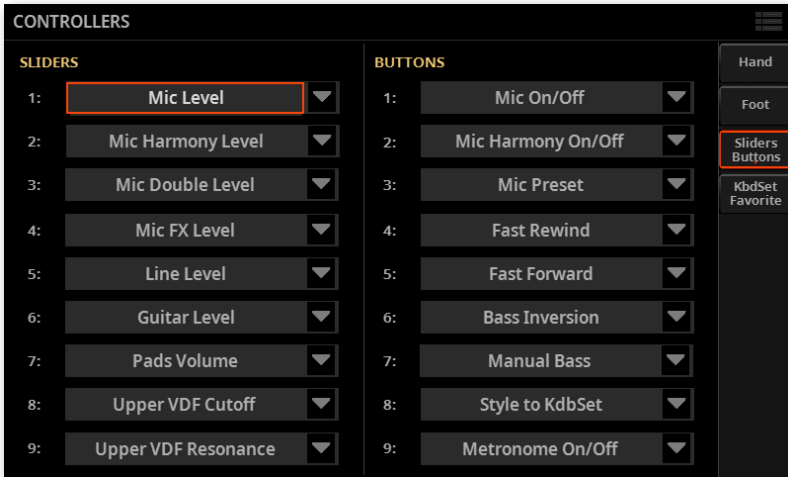 CONTROLLERS
SLIDERS
1: Mic Level
2: Mic Harmony Level
3: Mic Double Level
4: Mic FX Level
5: Line Level
6: Guitar Level
7: Pads Volume
8: Upper VDF Cutoff
9: Upper VDF Resonance
BUTTONS
1: Mic On/Off
2: Mic Harmony On/Off
3: Mic Preset
4: Fast Rewind
5: Fast Forward
6: Bass Inversion
7: Manual Bass
8: Style to KdbSet
9: Metronome On/Off
Hand
Foot
Sliders
Buttons
KbdSet
Favorite